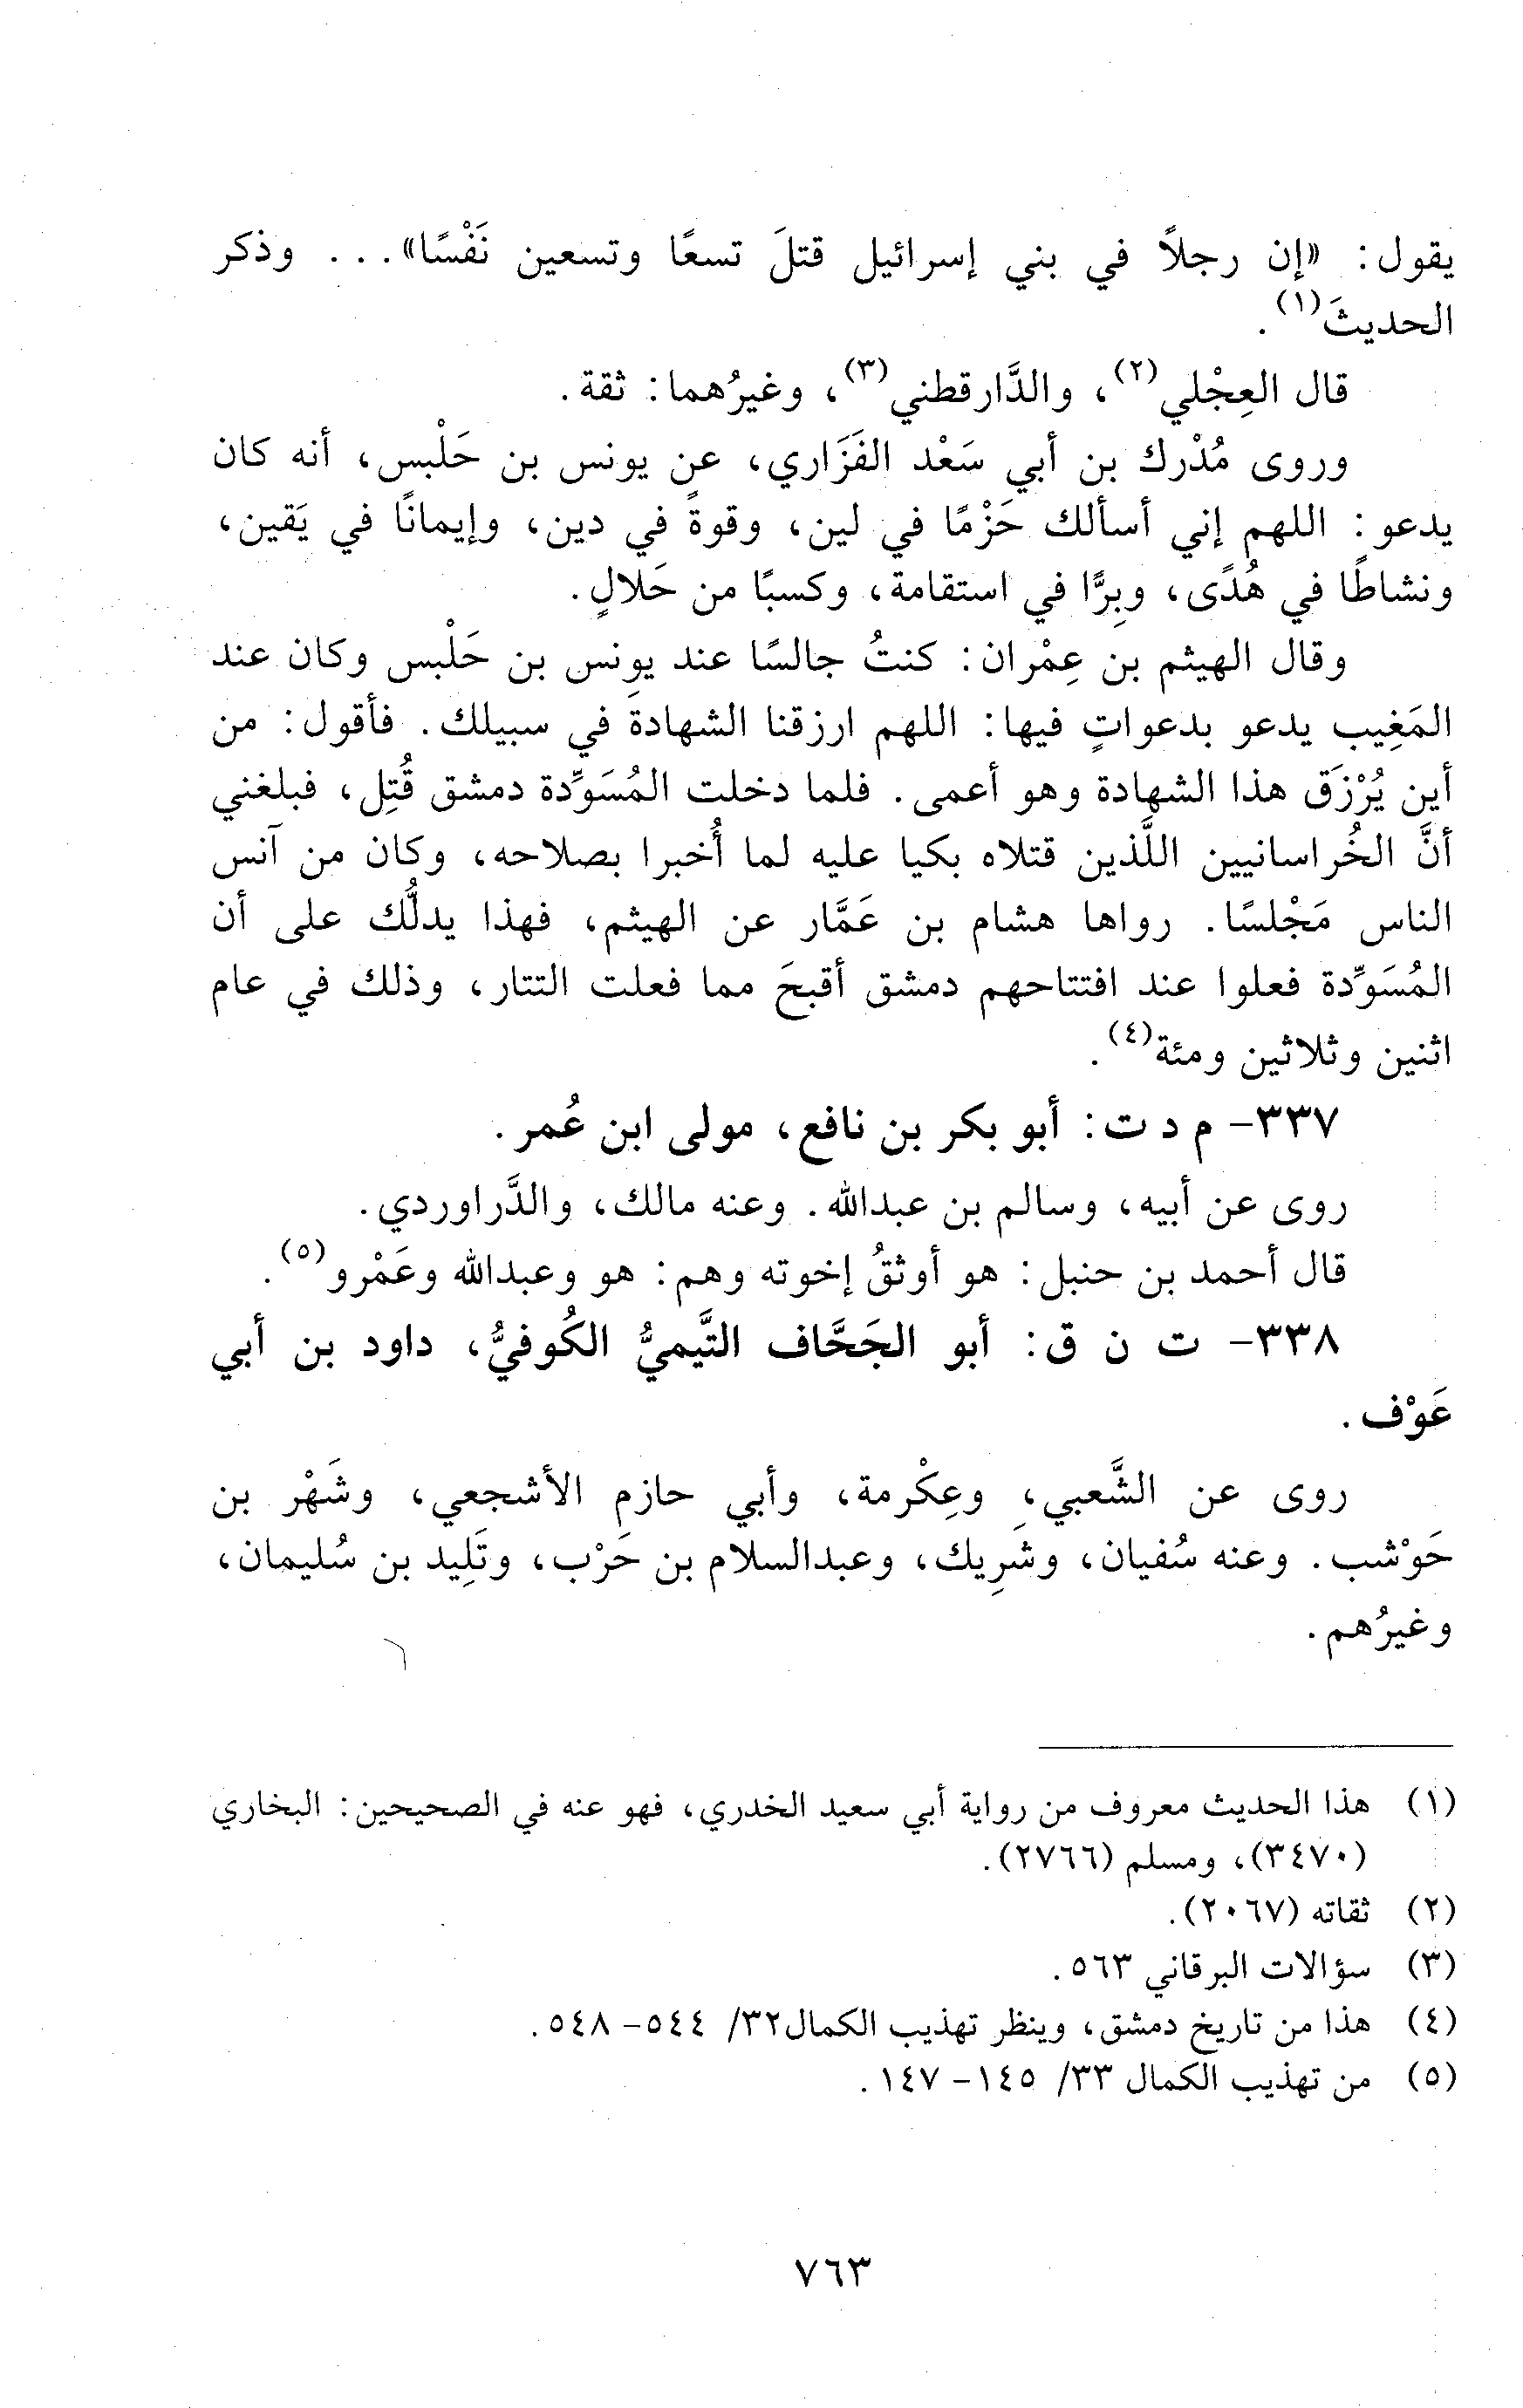 يقول: «إن رجلاً في بني إسرائيل قتلَ تسعًا وتسعين نَفْسًا»... وذكر
الحديثَ(١).
قال العِجْلي(٢)، والدَّارقطني(٣)، وغيرُهما: ثقة.
وروى مُدْرك بن أبي سَعْد الفَزَاري، عن يونس بن حَلْبس، أنه كان
يدعو: اللهم إني أسألك حَزْمًا في لين، وقوةً في دين، وإيمانًا في يَقين،
ونشاطًا في هُدًى، وبِرًّا في استقامة، وكسبًا من حَلالٍ.
وقال الهيثم بن عِمْران: كنتُ جالسًا عند يونس بن حَلْبس وكان عند
المَغِيب يدعو بدعواتٍ فيها: اللهم ارزقنا الشهادةَ في سبيلك. فأقول: من
أين يُرْزَق هذا الشهادة وهو أعمى. فلما دخلت المُسَوِّدة دمشق قُتِل، فبلغني
أنَّ الخُراسانيين اللَّذين قتلاه بكيا عليه لما أُخبرا بصلاحه، وكان من آنس
الناس مَجْلسًا. رواها هشام بن عَمَّار عن الهيثم، فهذا يدلُّك على أن
المُسَوِّدة فعلوا عند افتتاحهم دمشق أقبحَ مما فعلت التتار، وذلك في عام
اثنين وثلاثين ومئة(٤).
٣٣٧- م د ت: أبو بكر بن نافع، مولى ابن عُمر.
روى عن أبيه، وسالم بن عبدالله. وعنه مالك، والدَّراوردي.
قال أحمد بن حنبل: هو أوثقُ إخوته وهم: هو وعبدالله وعَمْرو(٥).
٣٣٨- ت ن ق: أبو الجَحَّاف التَّيميُّ الكُوفيُّ، داود بن أبي
عَوْف.
روى عن الشَّعبي، وعِكْرمة، وأبي حازم الأشجعي، وشَهْر بن
حَوْشب. وعنه سُفيان، وشَرِيك، وعبدالسلام بن حَرْب، وتَلِيد بن سُليمان،
وغيرُهم.
(١) هذا الحديث معروف من رواية أبي سعيد الخدري، فهو عنه في الصحيحين: البخاري
(٣٤٧٠)، ومسلم (٢٧٦٦).
(٢) ثقاته (٢٠٦٧).
(٣) سؤالات البرقاني ٥٦٣.
(٤) هذا من تاريخ دمشق، وينظر تهذيب الكمال٣٢/ ٥٤٤- ٥٤٨.
(٥) من تهذيب الكمال ٣٣/ ١٤٥- ١٤٧.
٧٦٣